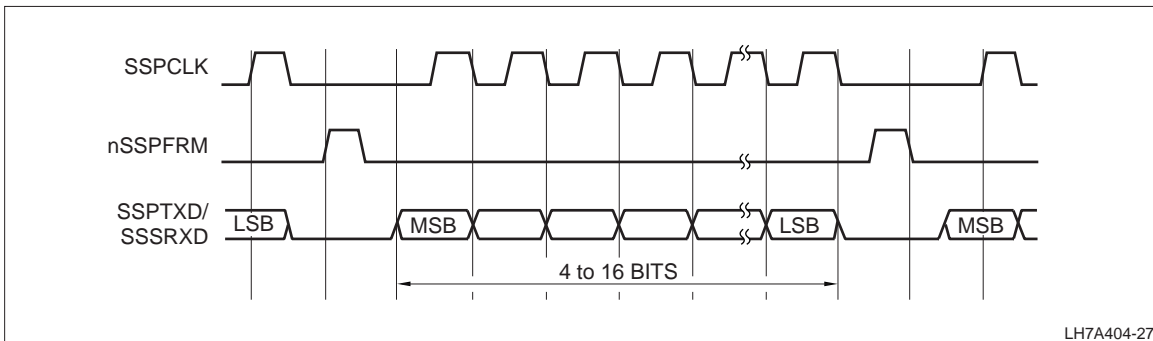 SSPCLK
nSSPFRM
SSPTXD/
SSSRXD
LSB
MSB
LSB
MSB
4 to 16 BITS
LH7A404-27